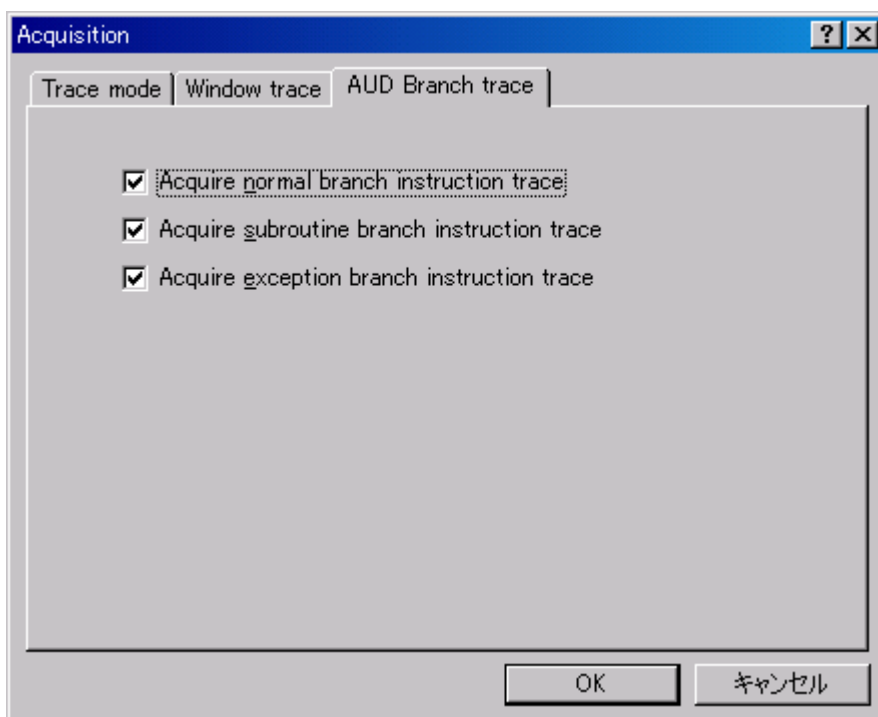 Acquisition
Trace mode Window trace AUD Branch trace
Acquire normal branch instruction trace
Acquire subroutine branch instruction trace
Acquire exception branch instruction trace
OK キャンセル